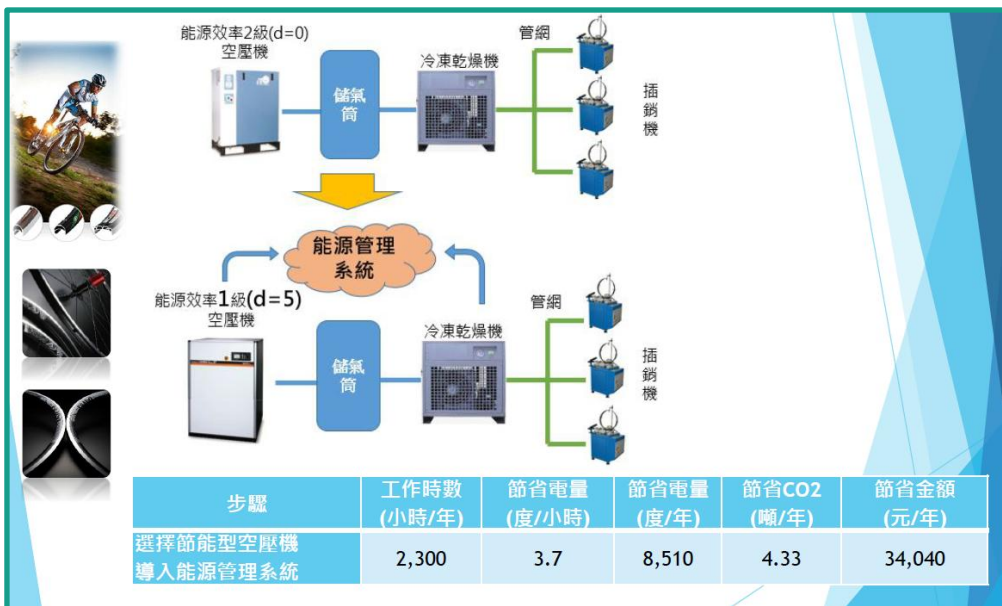 能源效率2級(d=0)
空壓機
儲氣
筒
冷凍乾燥機
管網
插
銷
機
能源管理
系統
能源效率1級(d=5)
空壓機
儲氣
筒
冷凍乾燥機
管網
插
銷
機
步驟
工作時數
(小時/年)
節省電量
(度/小時)
節省電量
(度/年)
節省CO2
(噸/年)
節省金額
(元/年)
選擇節能型空壓機
導入能源管理系統
2,300
3.7
8,510
4.33
34,040